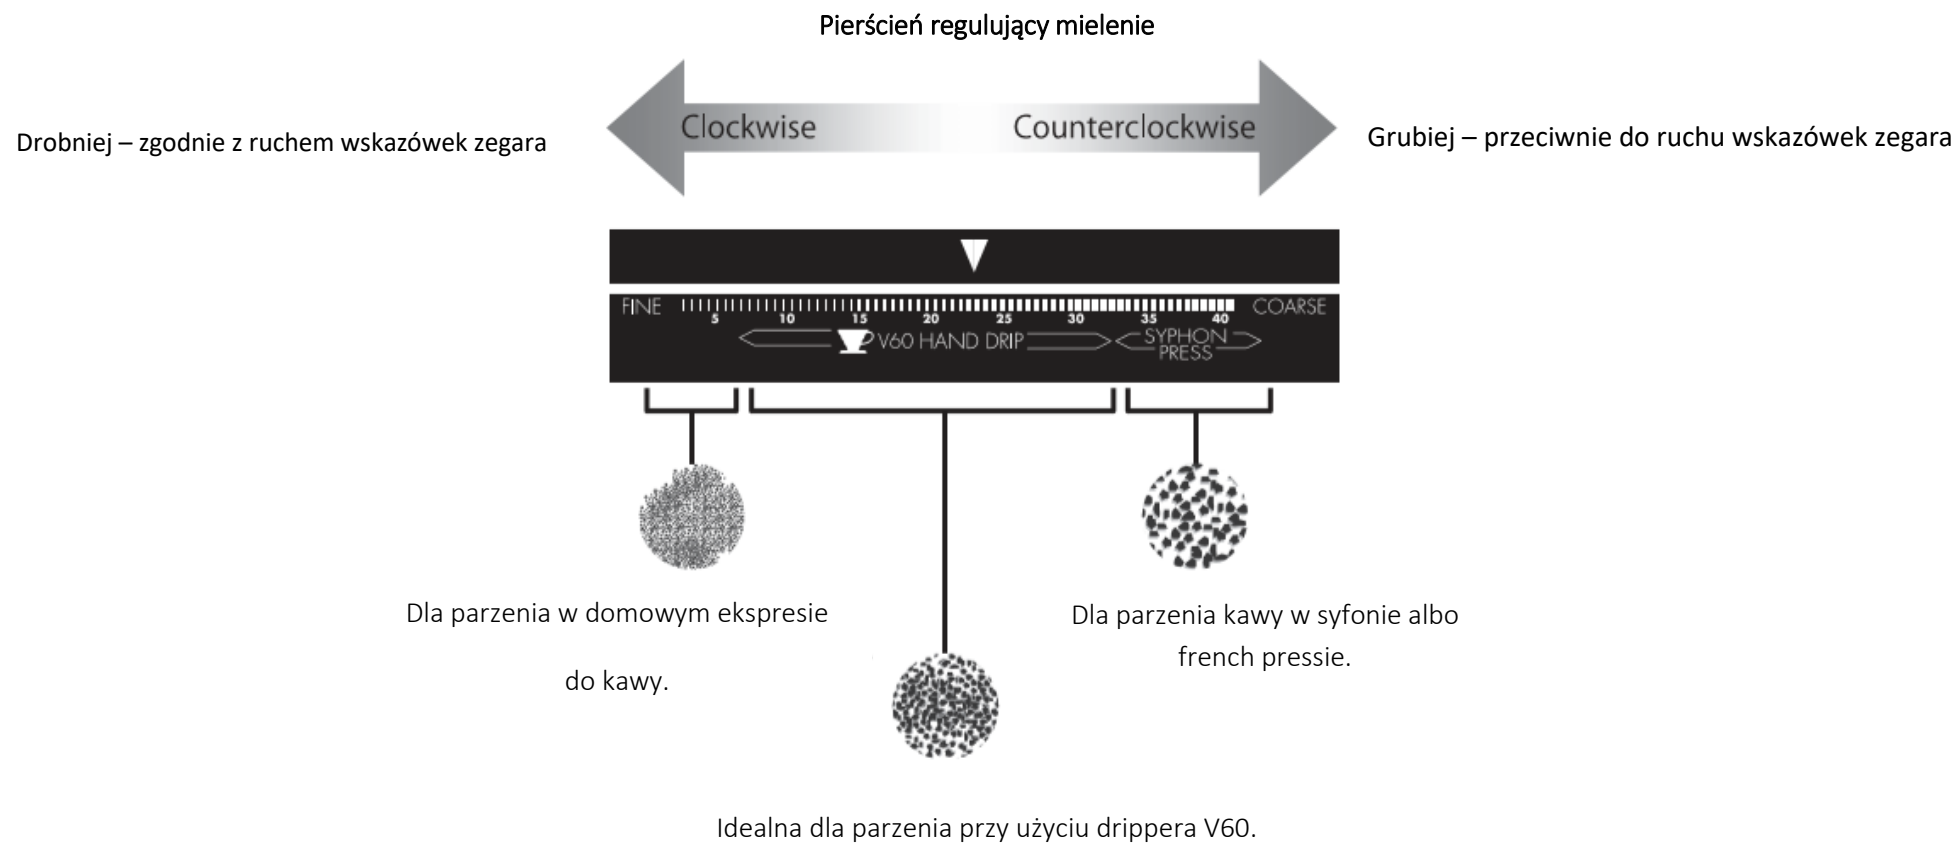 Pierścień regulujący mielenie
Drobniej – zgodnie z ruchem wskazówek zegara
Clockwise
Counterclockwise
Grubiej – przeciwnie do ruchu wskazówek zegara
FINE
COARSE
5 10 15 20 25 30 35 40
V60 HAND DRIP
SYPHON
PRESS
Dla parzenia w domowym ekspresie
do kawy.
Dla parzenia kawy w syfonie albo
french pressie.
Idealna dla parzenia przy użyciu drippera V60.